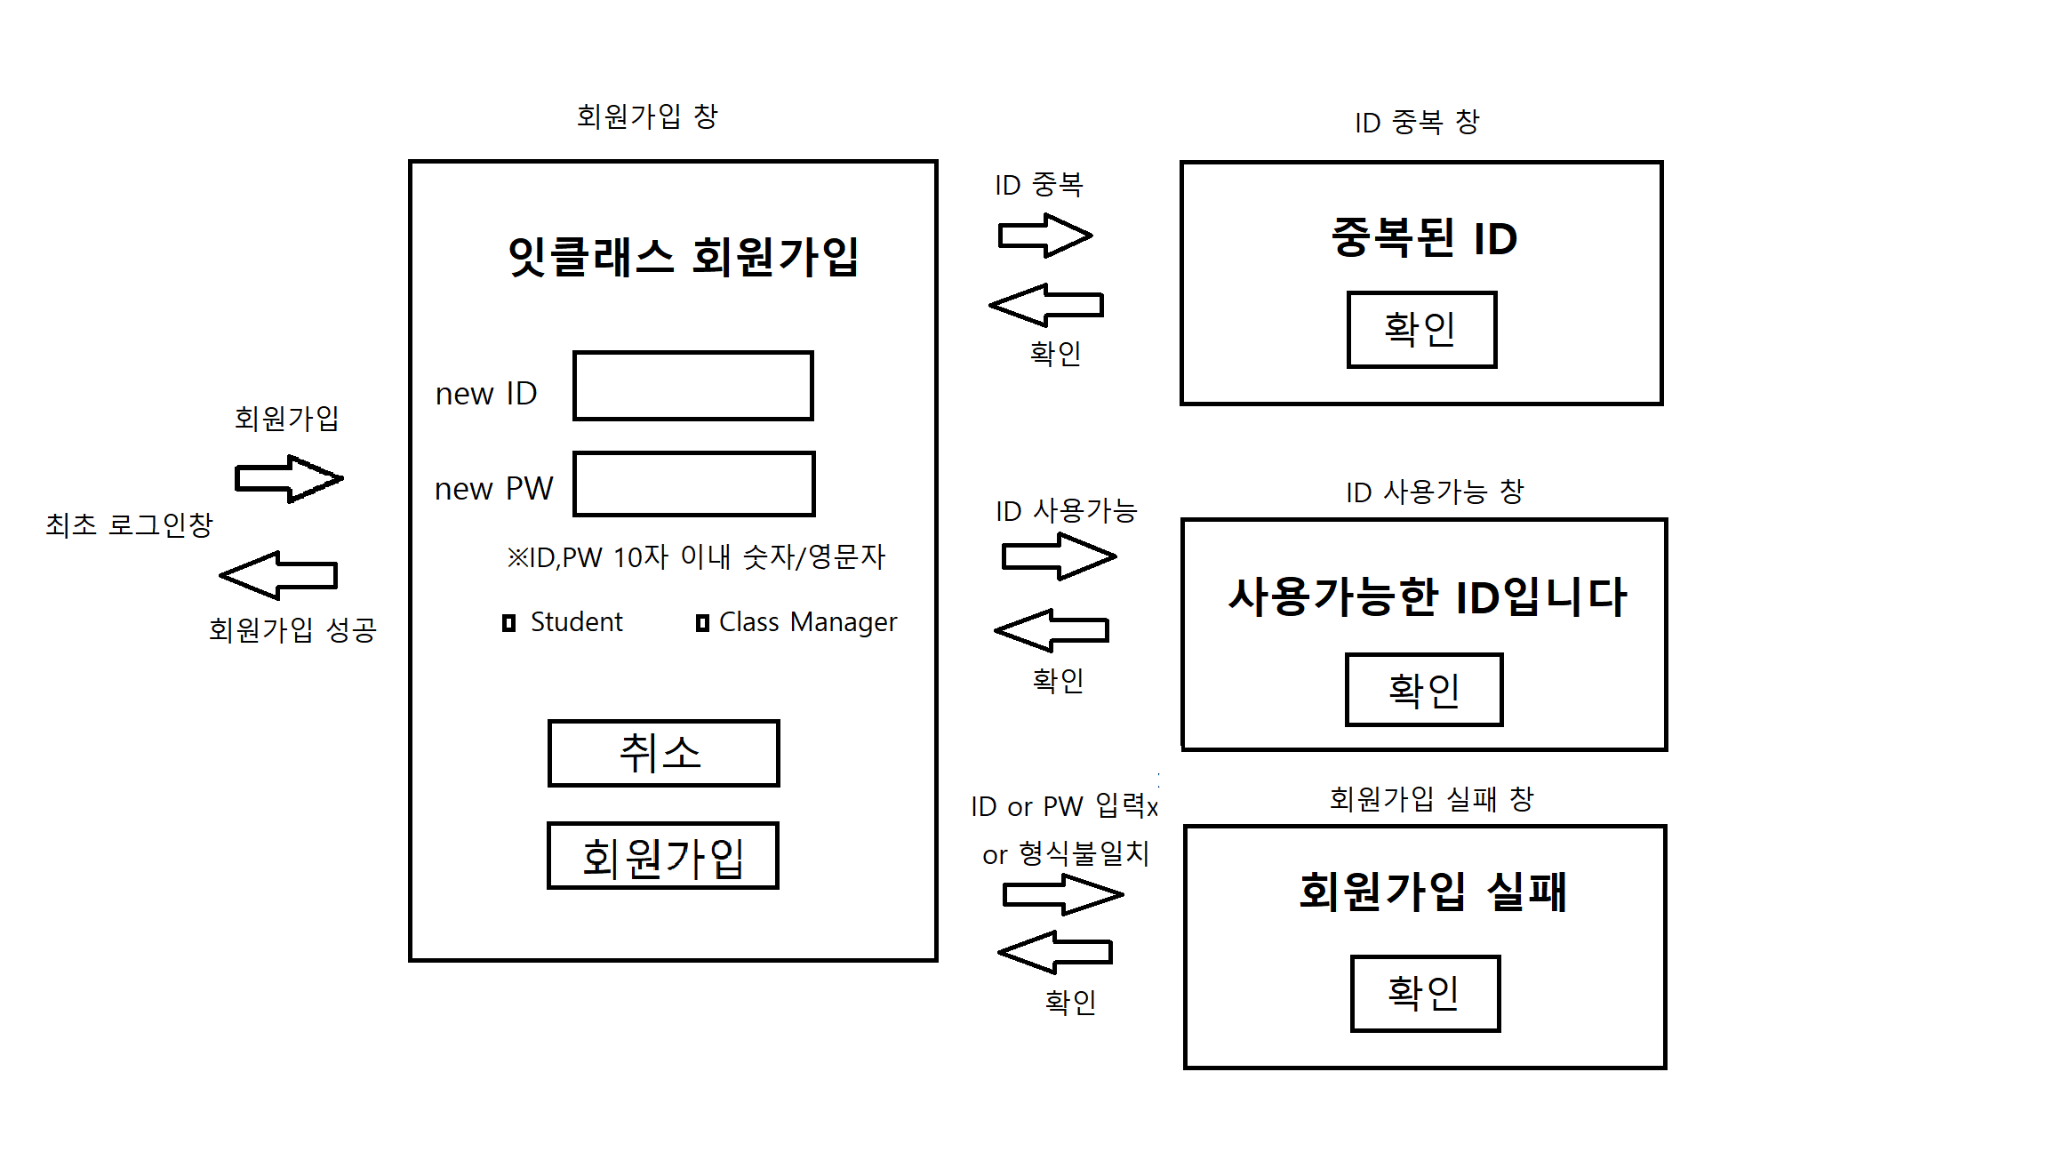 회원가입 창
ID 중복 창
ID 중복
중복된 ID
잇클래스 회원가입
확인
확인
new ID
회원가입
new PW
ID 사용가능 창
ID 사용가능
최초 로그인창
※ID,PW 10자 이내 숫자/영문자
사용가능한 ID입니다
Student
Class Manager
회원가입 성공
확인
확인
취소
회원가입 실패 창
ID or PW 입력x
or 형식불일치
회원가입
회원가입 실패
확인
확인